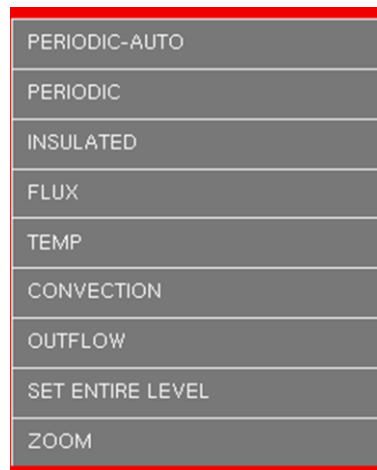 PERIODIC-AUTO
PERIODIC
INSULATED
FLUX
TEMP
CONVECTION
OUTFLOW
SET ENTIRE LEVEL
ZOOM